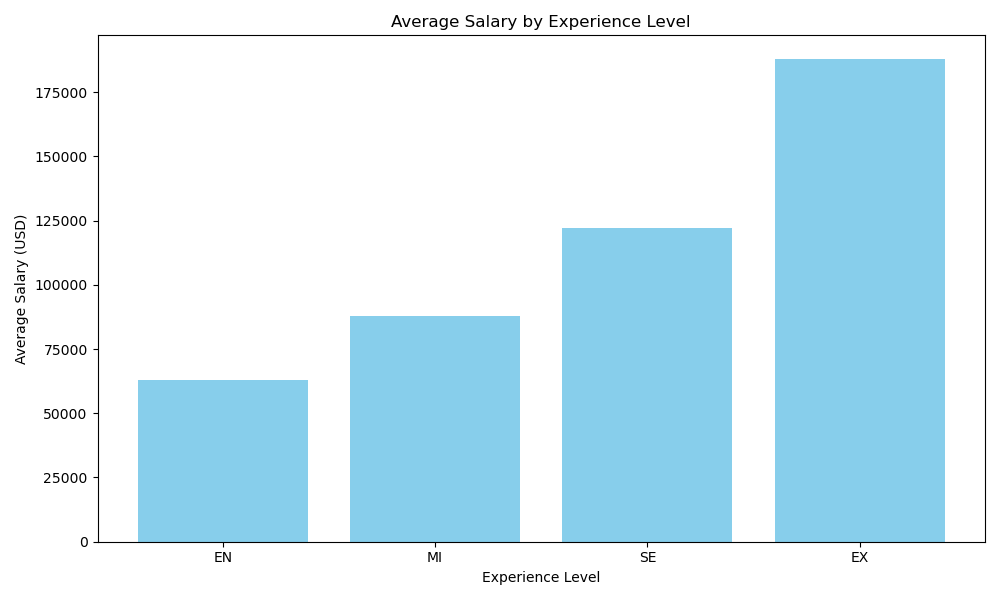 Average Salary by Experience Level
Average Salary (USD)
175000
150000
125000
100000
75000
50000
25000
0
EN
MI
SE
EX
Experience Level